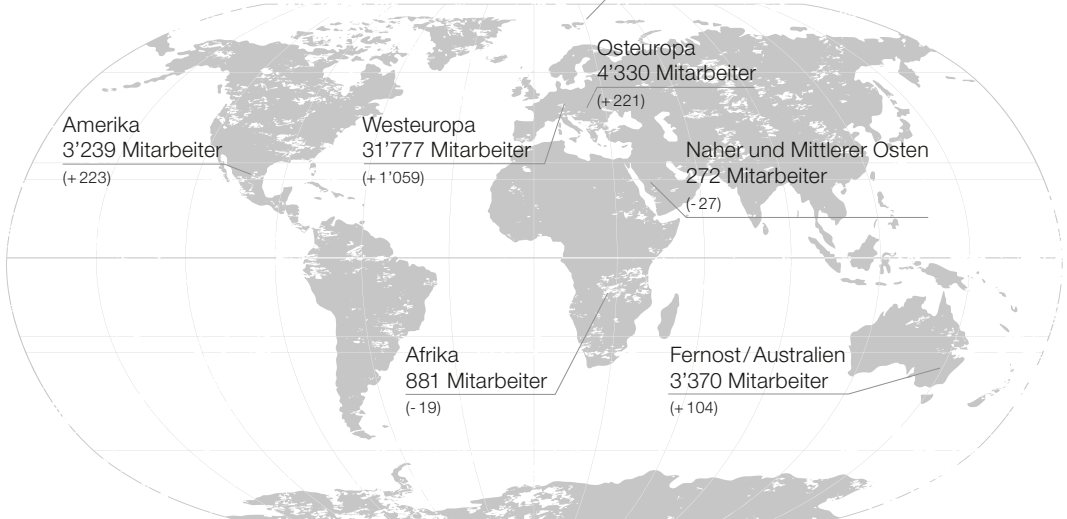 Osteuropa
4’330 Mitarbeiter
(+ 221)
Amerika
3’239 Mitarbeiter
(+ 223)
Westeuropa
31’777 Mitarbeiter
(+ 1’059)
Naher und Mittlerer Osten
272 Mitarbeiter
(- 27)
Afrika
881 Mitarbeiter
(- 19)
Fernost / Australien
3’370 Mitarbeiter
(+ 104)